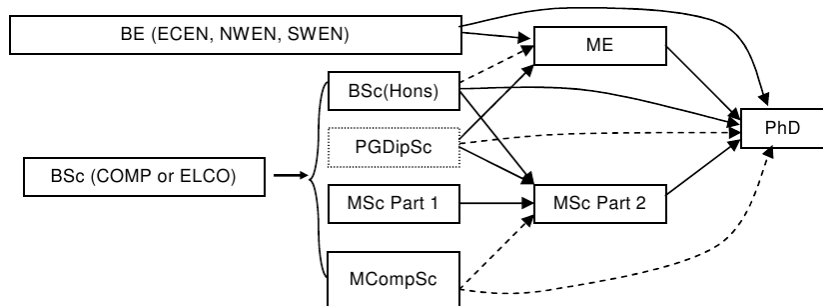 BE (ECEN, NWEN, SWEN)
ME
BSc(Hons)
PhD
PGDipSc
BSc (COMP or ELCO)
MSc Part 1
MSc Part 2
MCompSc